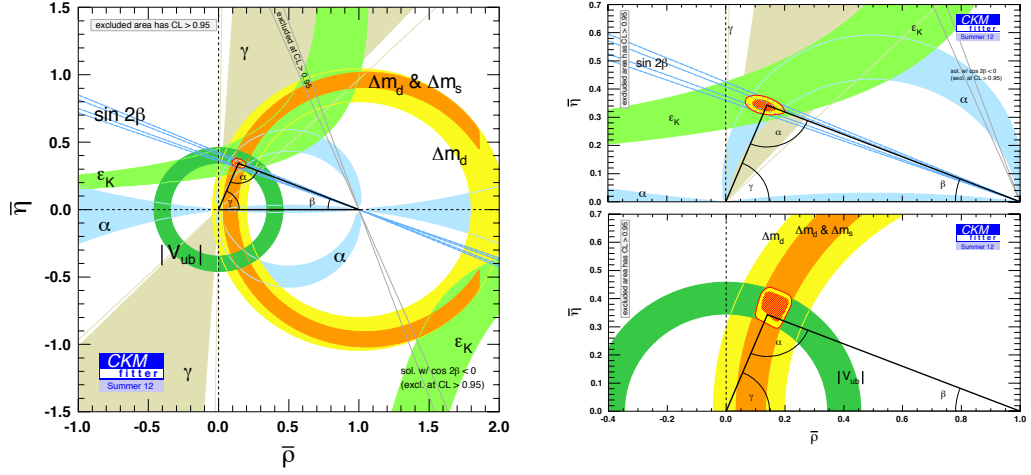 excluded area has CL > 0.95
γ
excluded at CL > 0.95
ε_K
Δm_d & Δm_s
sin 2β
Δm_d
ε_K
α
α
γ
β
α
|V_ub|
α
ε_K
γ
CKM
fitter
Summer 12
sol. w/ cos 2β < 0
(excl. at CL > 0.95)
1.5
1.0
0.5
0.0
-0.5
-1.0
-1.5
η̄
-1.0
-0.5
0.0
0.5
1.0
1.5
2.0
ρ̄
excluded area has CL > 0.95
γ
ε_K
CKM
fitter
Summer 12
sin 2β
sol. w/ cos 2β < 0
(excl. at CL > 0.95)
α
ε_K
α
α
γ
β
0.7
0.6
0.5
0.4
0.3
0.2
0.1
0.0
η̄
excluded area has CL > 0.95
Δm_d
Δm_d & Δm_s
CKM
fitter
Summer 12
α
|V_ub|
γ
β
0.7
0.6
0.5
0.4
0.3
0.2
0.1
0.0
η̄
-0.4
-0.2
0.0
0.2
0.4
0.6
0.8
1.0
ρ̄